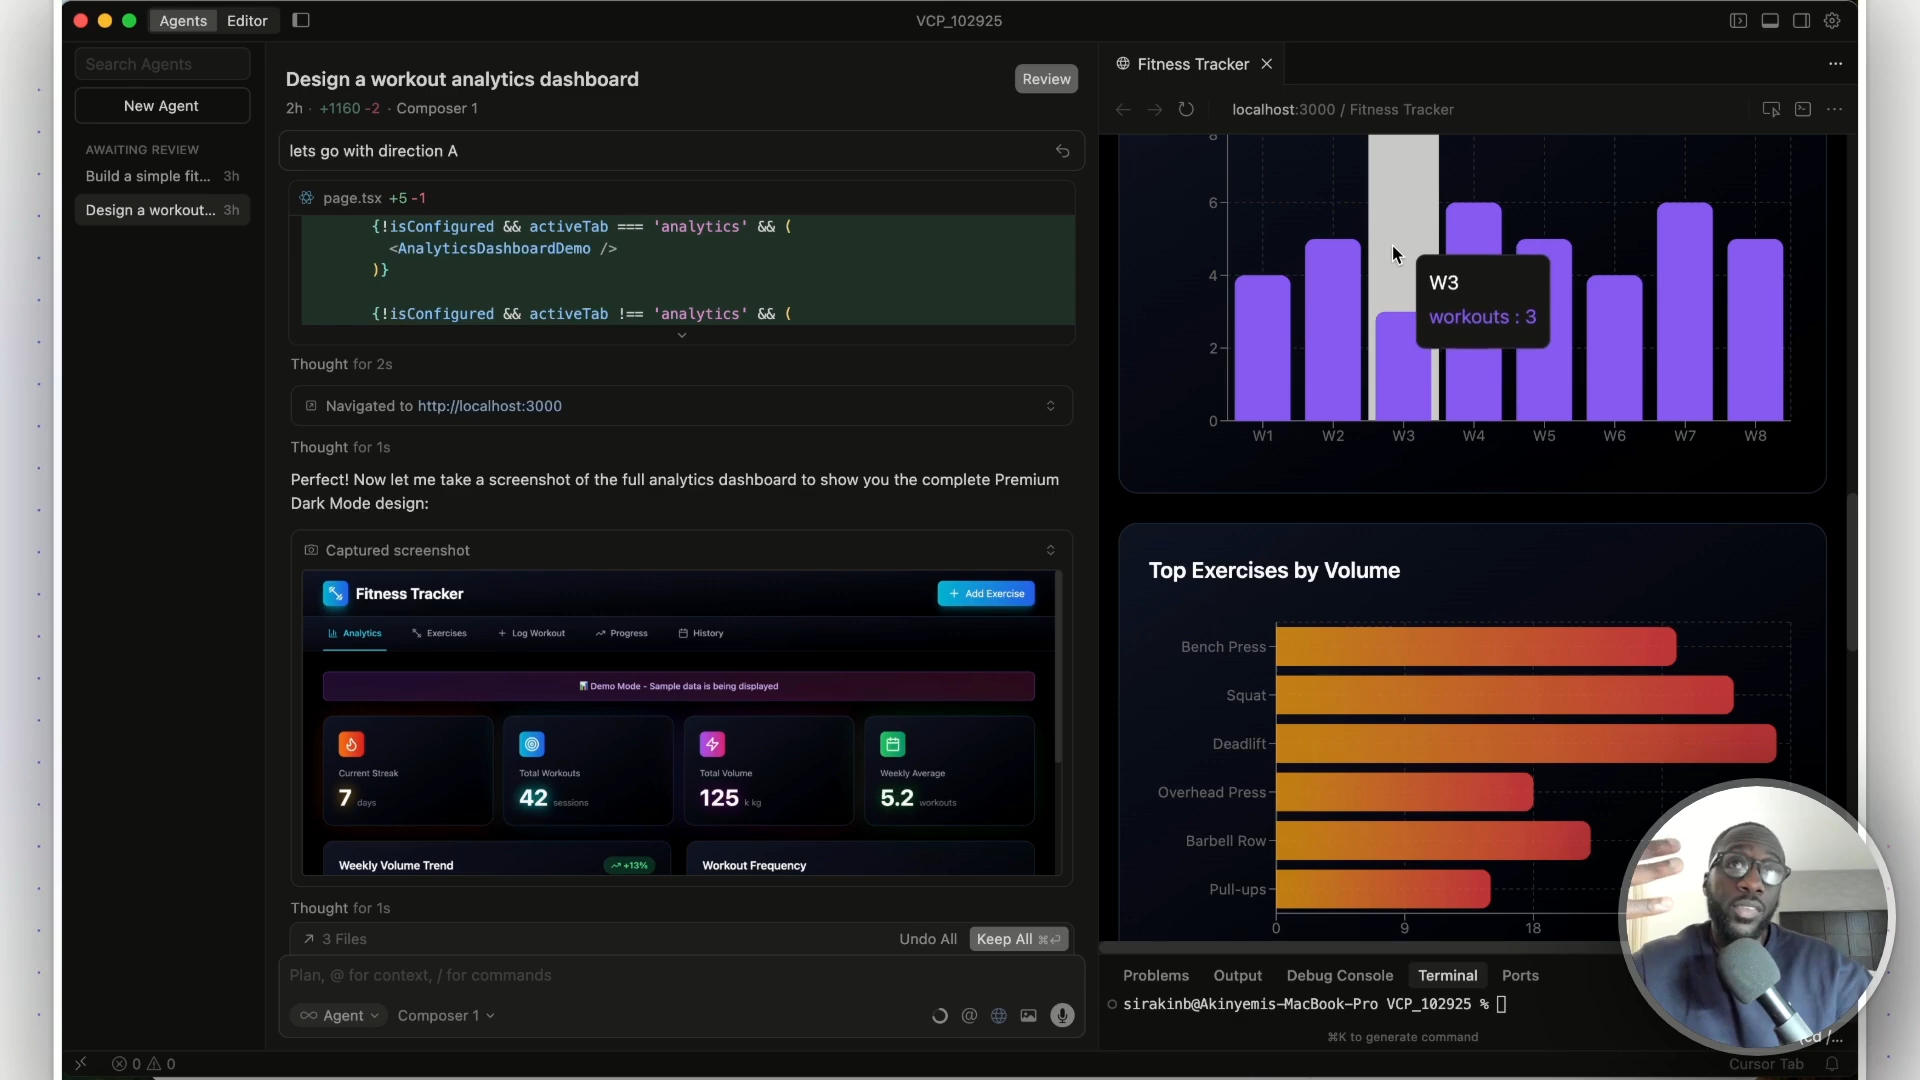 Agents
Editor
VCP_102925
Search Agents
New Agent
AWAITING REVIEW
Build a simple fit... 3h
Design a workout... 3h
Design a workout analytics dashboard
Review
2h · +1160 -2 · Composer 1
lets go with direction A
page.tsx +5 -1
{!isConfigured && activeTab === 'analytics' && (
<AnalyticsDashboardDemo />
)}
{!isConfigured && activeTab !== 'analytics' && (
Thought for 2s
Navigated to http://localhost:3000
Thought for 1s
Perfect! Now let me take a screenshot of the full analytics dashboard to show you the complete Premium
Dark Mode design:
Captured screenshot
Fitness Tracker
+ Add Exercise
Analytics
Exercises
Log Workout
Progress
History
Demo Mode - Sample data is being displayed
Current Streak
7 days
Total Workouts
42 sessions
Total Volume
125 k kg
Weekly Average
5.2 workouts
Weekly Volume Trend
+13%
Workout Frequency
Thought for 1s
3 Files
Undo All
Keep All ⌘⏎
Plan, @ for context, / for commands
Agent
Composer 1
0 0
Fitness Tracker
localhost:3000 / Fitness Tracker
8
6
4
2
0
W1 W2 W3 W4 W5 W6 W7 W8
W3
workouts : 3
Top Exercises by Volume
Bench Press
Squat
Deadlift
Overhead Press
Barbell Row
Pull-ups
0 9 18
Problems
Output
Debug Console
Terminal
Ports
sirakinb@Akinyemis-MacBook-Pro VCP_102925 %
⌘K to generate command
Cursor Tab